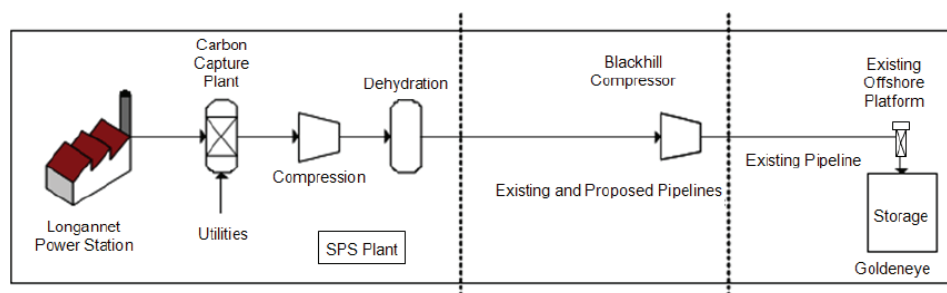 Carbon
Capture
Plant
Dehydration
Blackhill
Compressor
Existing
Offshore
Platform
Compression
Existing and Proposed Pipelines
Existing Pipeline
Longannet
Power Station
Utilities
SPS Plant
Storage
Goldeneye